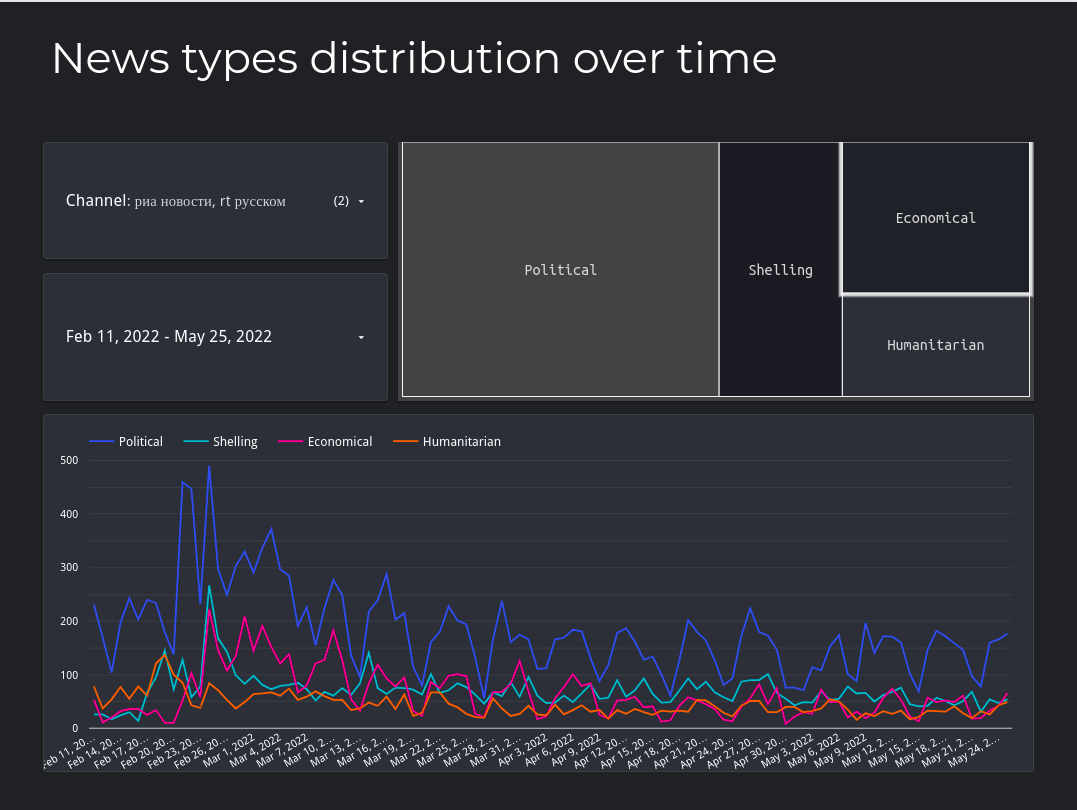 News types distribution over time
Channel: риа новости, rt русском (2)
Political
Shelling
Economical
Humanitarian
Feb 11, 2022 - May 25, 2022
Political Shelling Economical Humanitarian
500
400
300
200
100
0
Feb 11, 20…
Feb 14, 20…
Feb 17, 20…
Feb 20, 20…
Feb 23, 20…
Feb 26, 20…
Mar 1, 2022
Mar 4, 2022
Mar 7, 2022
Mar 10, 2…
Mar 13, 2…
Mar 16, 2…
Mar 19, 2…
Mar 22, 2…
Mar 25, 2…
Mar 28, 2…
Mar 31, 2…
Apr 3, 2022
Apr 6, 2022
Apr 9, 2022
Apr 12, 20…
Apr 15, 20…
Apr 18, 20…
Apr 21, 20…
Apr 24, 20…
Apr 27, 20…
Apr 30, 20…
May 3, 2022
May 6, 2022
May 9, 2022
May 12, 2…
May 15, 2…
May 18, 2…
May 21, 2…
May 24, 2…